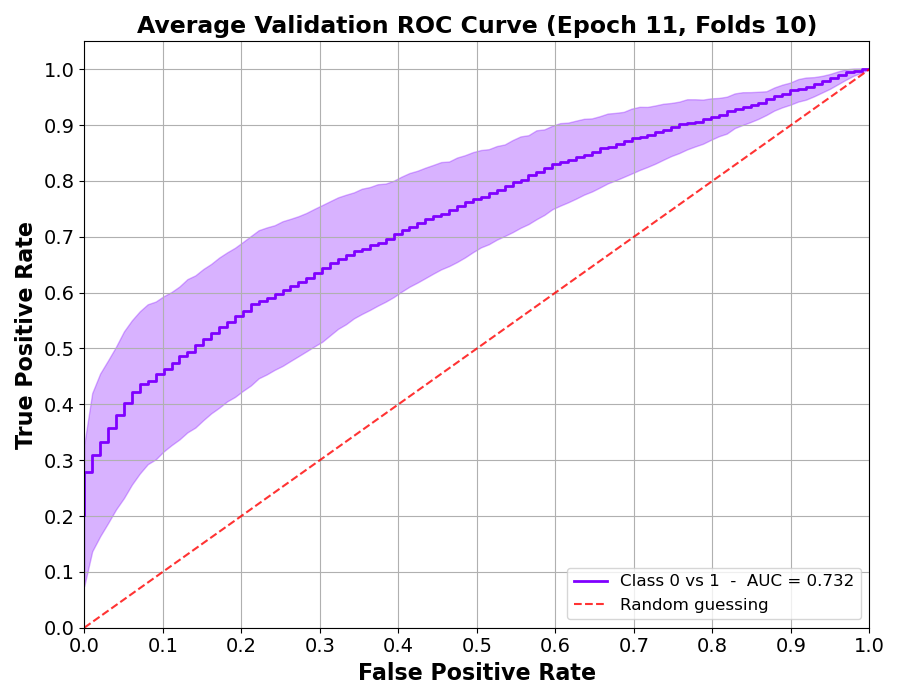 Average Validation ROC Curve (Epoch 11, Folds 10)
True Positive Rate
1.0
0.9
0.8
0.7
0.6
0.5
0.4
0.3
0.2
0.1
0.0
Class 0 vs 1 - AUC = 0.732
Random guessing
0.0 0.1 0.2 0.3 0.4 0.5 0.6 0.7 0.8 0.9 1.0
False Positive Rate